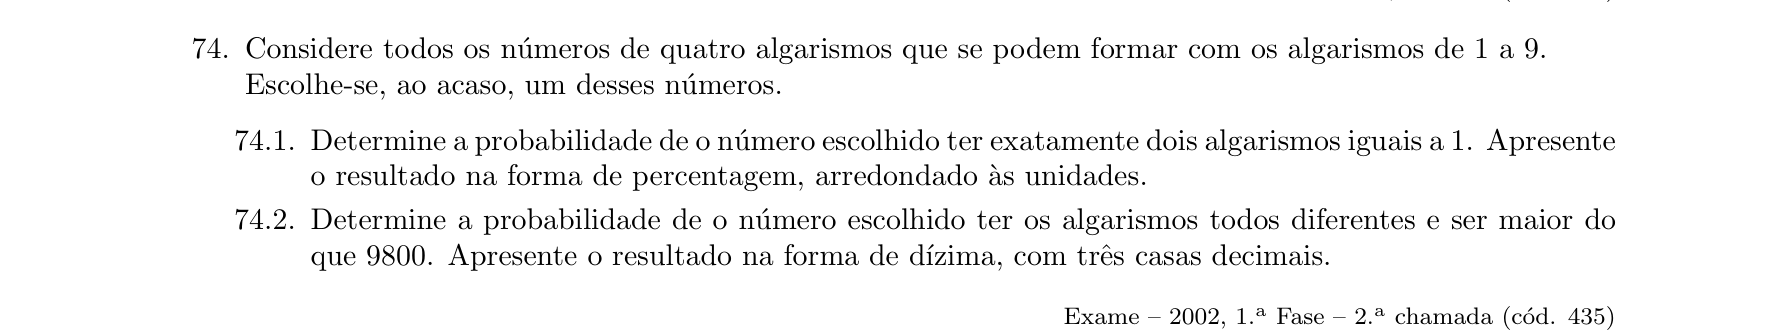 74. Considere todos os números de quatro algarismos que se podem formar com os algarismos de 1 a 9.
Escolhe-se, ao acaso, um desses números.
74.1. Determine a probabilidade de o número escolhido ter exatamente dois algarismos iguais a 1. Apresente
o resultado na forma de percentagem, arredondado às unidades.
74.2. Determine a probabilidade de o número escolhido ter os algarismos todos diferentes e ser maior do
que 9800. Apresente o resultado na forma de dízima, com três casas decimais.
Exame – 2002, 1.ª Fase – 2.ª chamada (cód. 435)